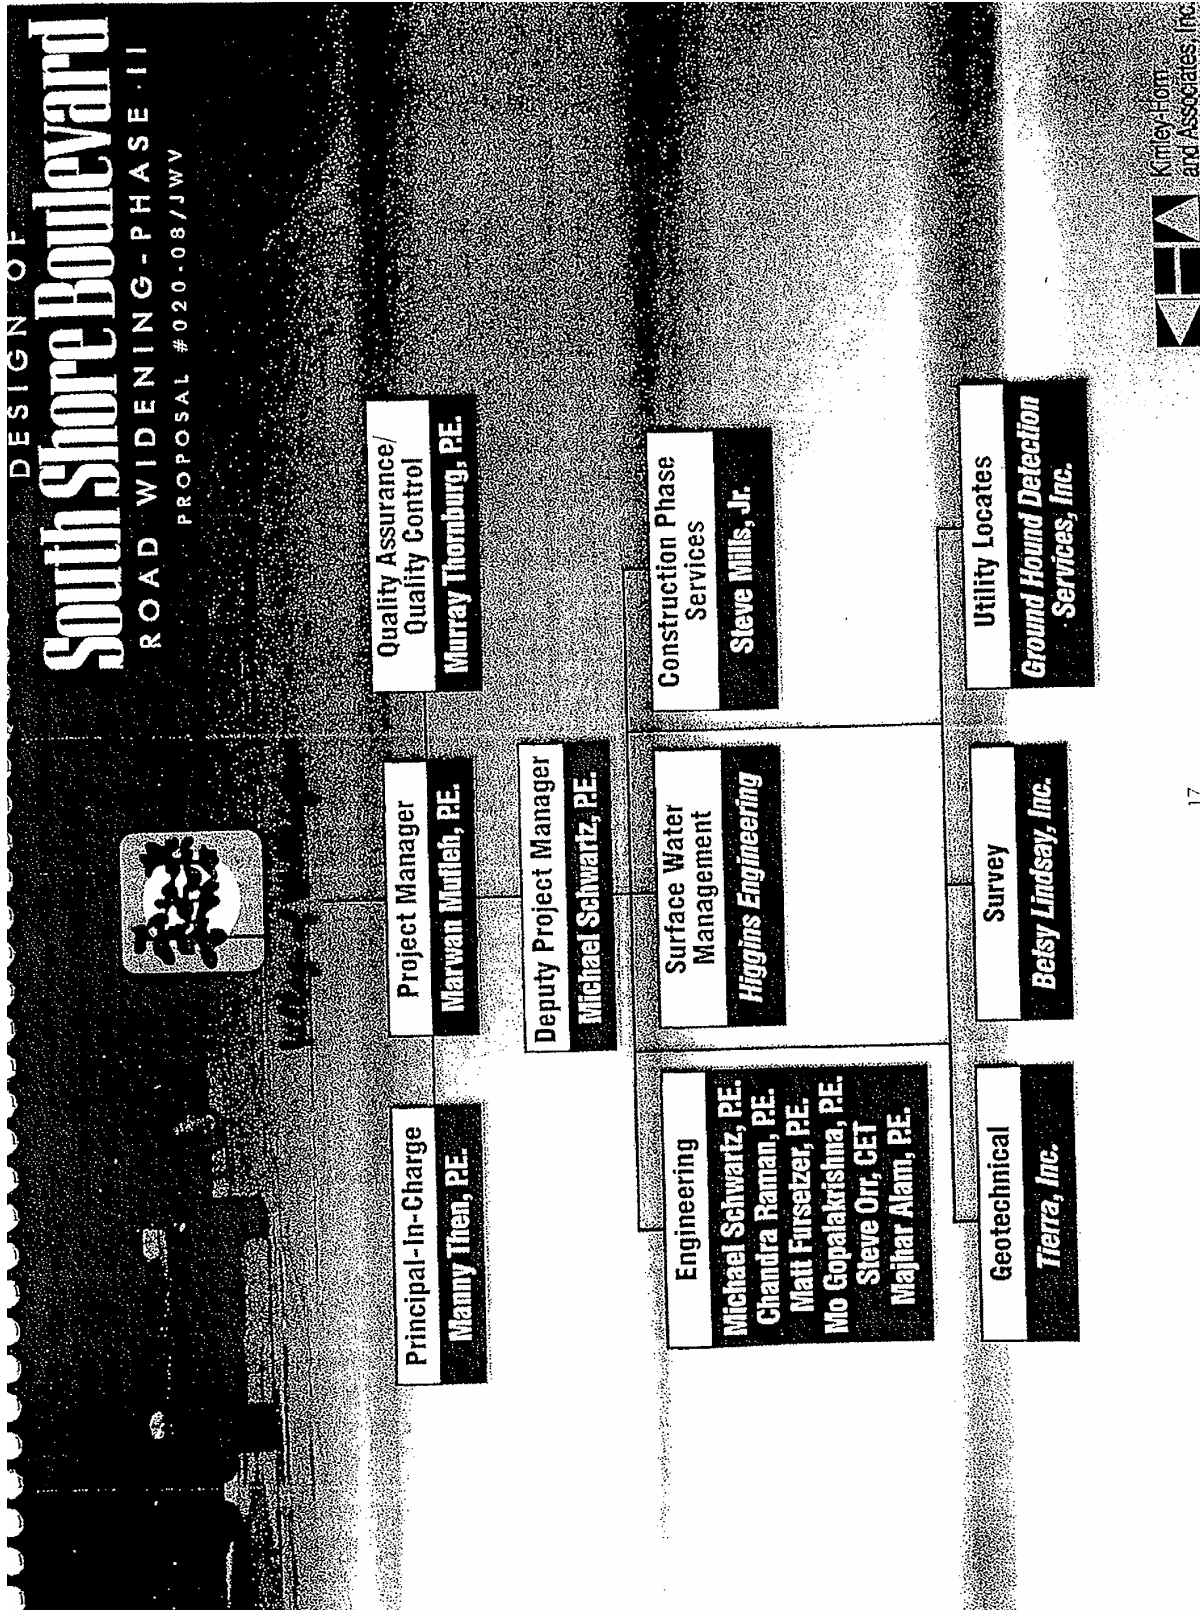 DESIGN OF
South Shore Boulevard
ROAD WIDENING-PHASE II
PROPOSAL #020-08/JWV
Principal-In-Charge
Manny Then, P.E.
Project Manager
Marwan Mufleh, P.E.
Quality Assurance/
Quality Control
Murray Thornburg, P.E.
Deputy Project Manager
Michael Schwartz, P.E.
Engineering
Michael Schwartz, P.E.
Chandra Raman, P.E.
Matt Fursetzer, P.E.
Mo Gopalakrishna, P.E.
Steve Orr, CET
Majhar Alam, P.E.
Surface Water
Management
Higgins Engineering
Construction Phase
Services
Steve Mills, Jr.
Geotechnical
Tierra, Inc.
Survey
Betsy Lindsay, Inc.
Utility Locates
Ground Hound Detection
Services, Inc.
17
Kimley-Horn
and Associates, Inc.